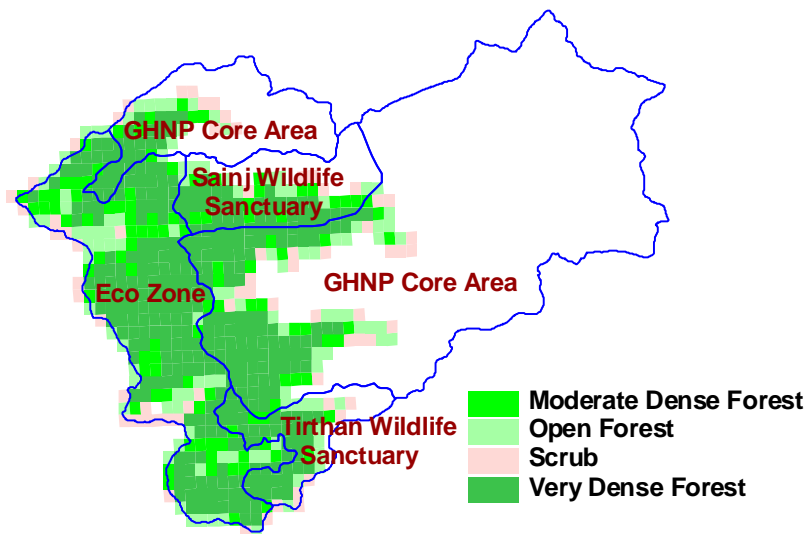 GHNP Core Area
Sainj Wildlife
Sanctuary
GHNP Core Area
Eco Zone
Tirthan Wildlife
Sanctuary
Moderate Dense Forest
Open Forest
Scrub
Very Dense Forest